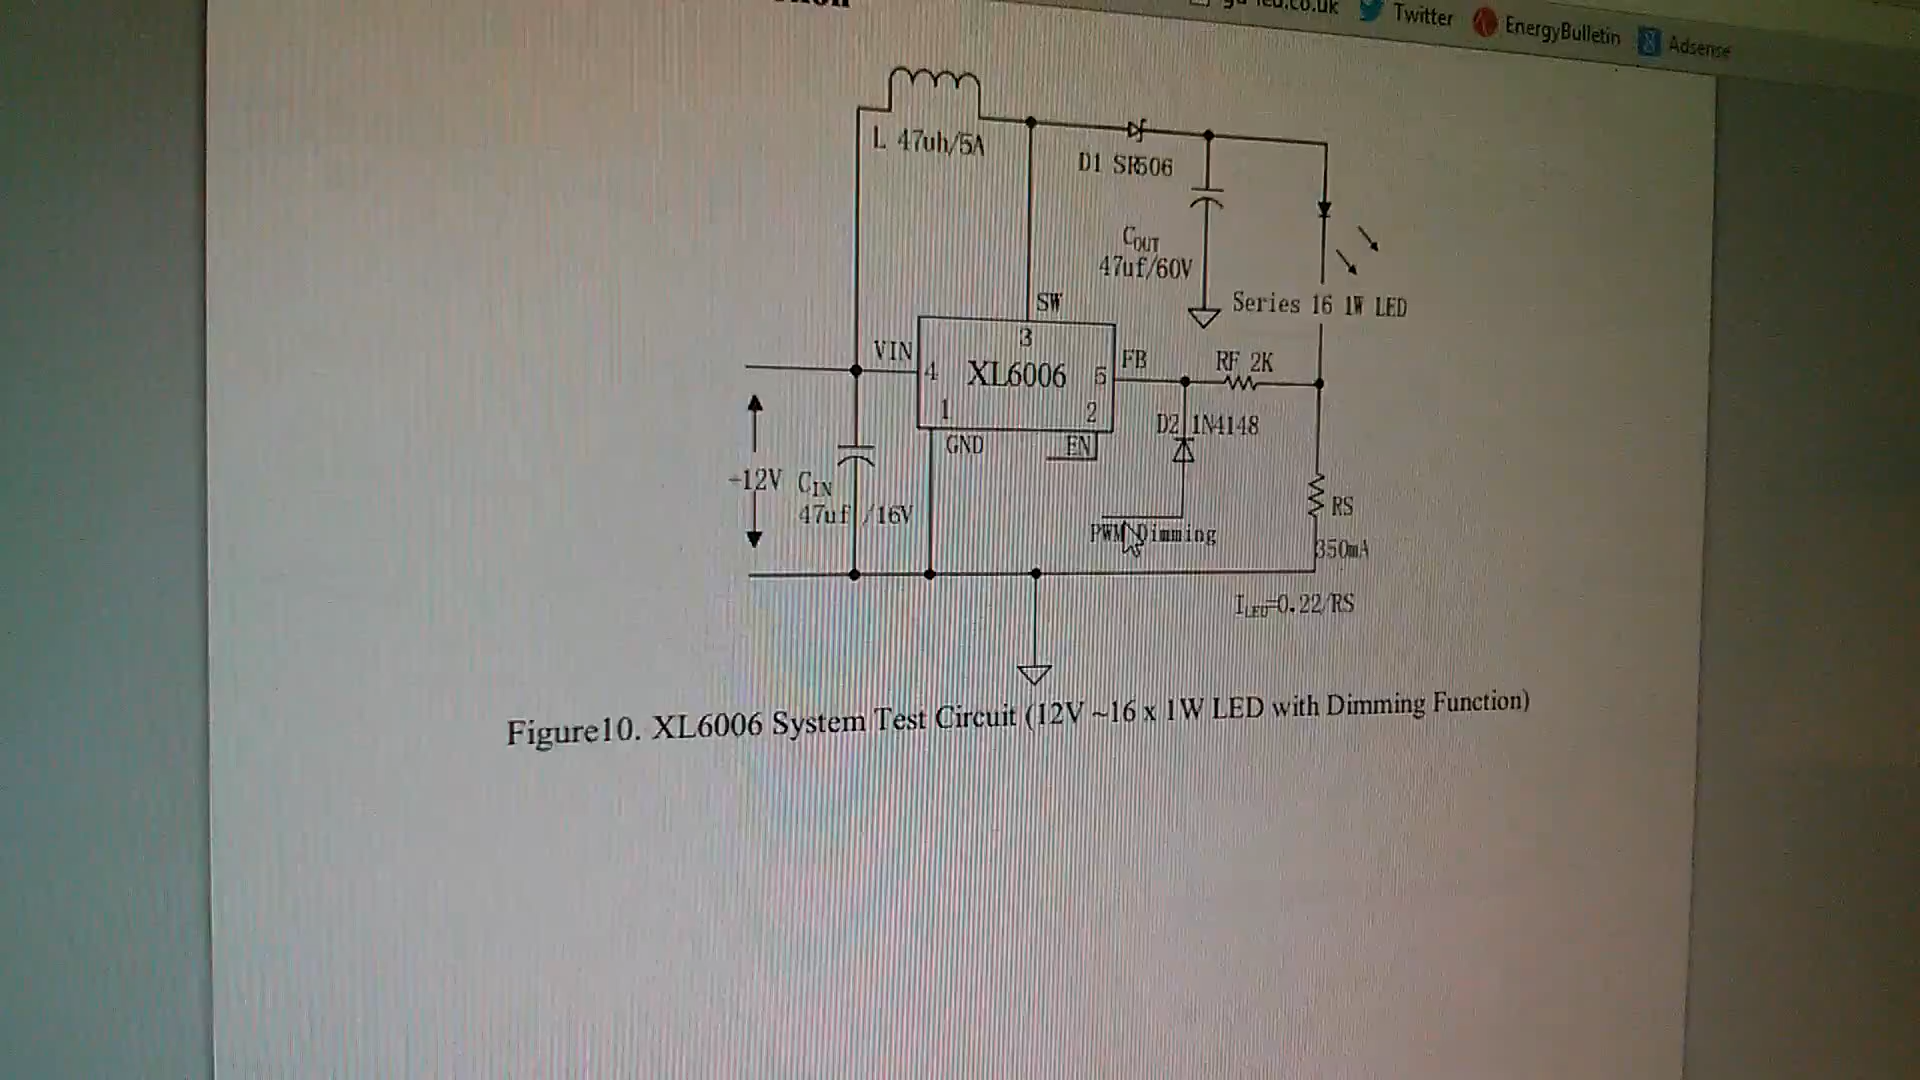 Twitter
EnergyBulletin
Adsense
L 47uh/5A
D1 SR506
COUT
47uf/60V
SW
Series 16 1W LED
3
VIN
FB
RF 2K
4
XL6006
5
1
2
D2 1N4148
GND
EN
12V
CIN
47uf /16V
RS
PWM Dimming
350mA
ILED=0.22/RS
Figure10. XL6006 System Test Circuit (12V ~16 x 1W LED with Dimming Function)